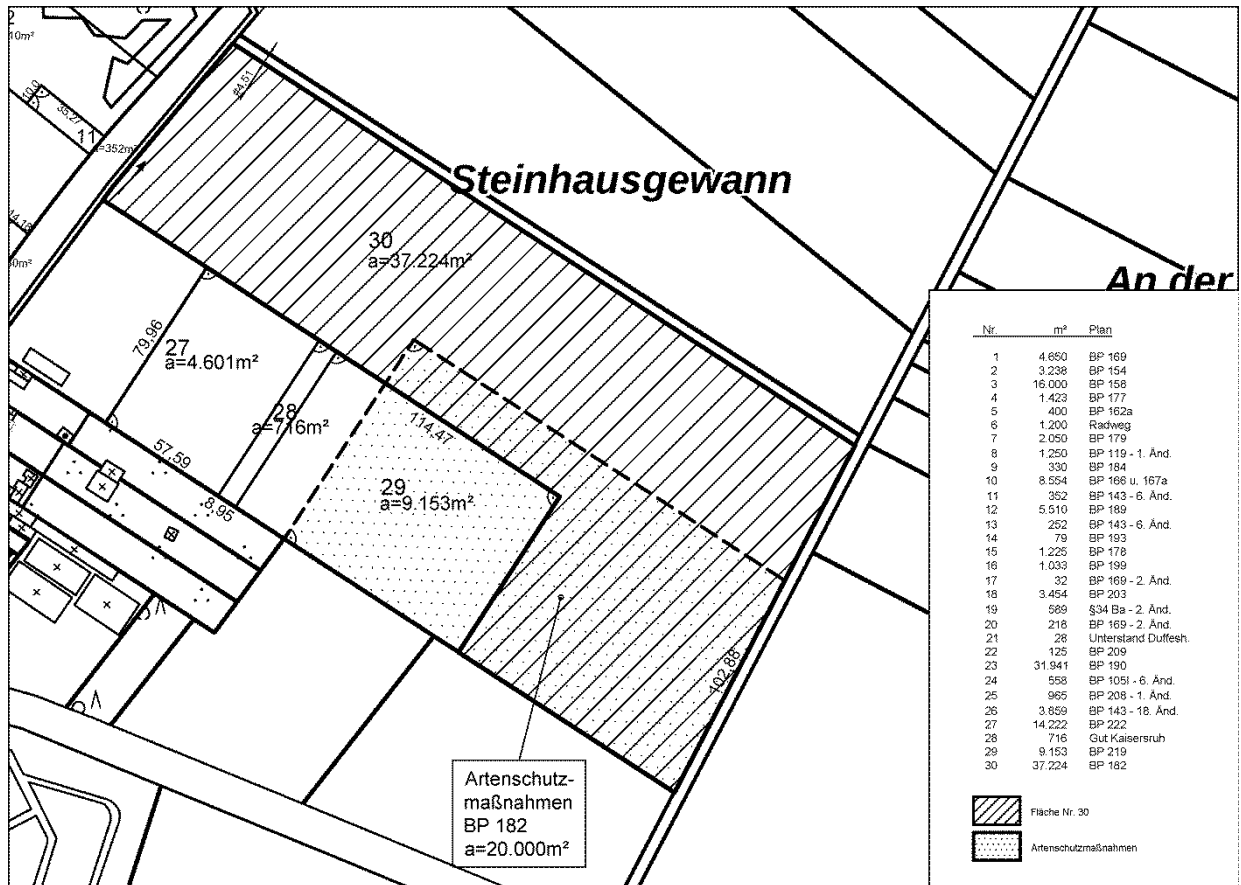 10m²
10,0
35,27
11
=352m²
#4,51
14,18
0m²
Steinhausgewann
30
a=37.224m²
An der
79,96
27
a=4.601m²
28
a=716m²
114,47
57,59
8,95
29
a=9.153m²
102,88
Artenschutz-
maßnahmen
BP 182
a=20.000m²
Nr. m² Plan
1 4.650 BP 169
2 3.238 BP 154
3 16.000 BP 158
4 1.423 BP 177
5 400 BP 162a
6 1.200 Radweg
7 2.050 BP 179
8 1.250 BP 119 - 1. Änd.
9 330 BP 184
10 8.554 BP 166 u. 167a
11 352 BP 143 - 6. Änd.
12 5.510 BP 189
13 252 BP 143 - 6. Änd.
14 79 BP 193
15 1.225 BP 178
16 1.033 BP 199
17 32 BP 169 - 2. Änd.
18 3.454 BP 203
19 589 §34 Ba - 2. Änd.
20 218 BP 169 - 2. Änd.
21 28 Unterstand Duffesh.
22 125 BP 209
23 31.941 BP 190
24 558 BP 105I - 6. Änd.
25 965 BP 208 - 1. Änd.
26 3.859 BP 143 - 18. Änd.
27 14.222 BP 222
28 716 Gut Kaisersruh
29 9.153 BP 219
30 37.224 BP 182
Fläche Nr. 30
Artenschutzmaßnahmen